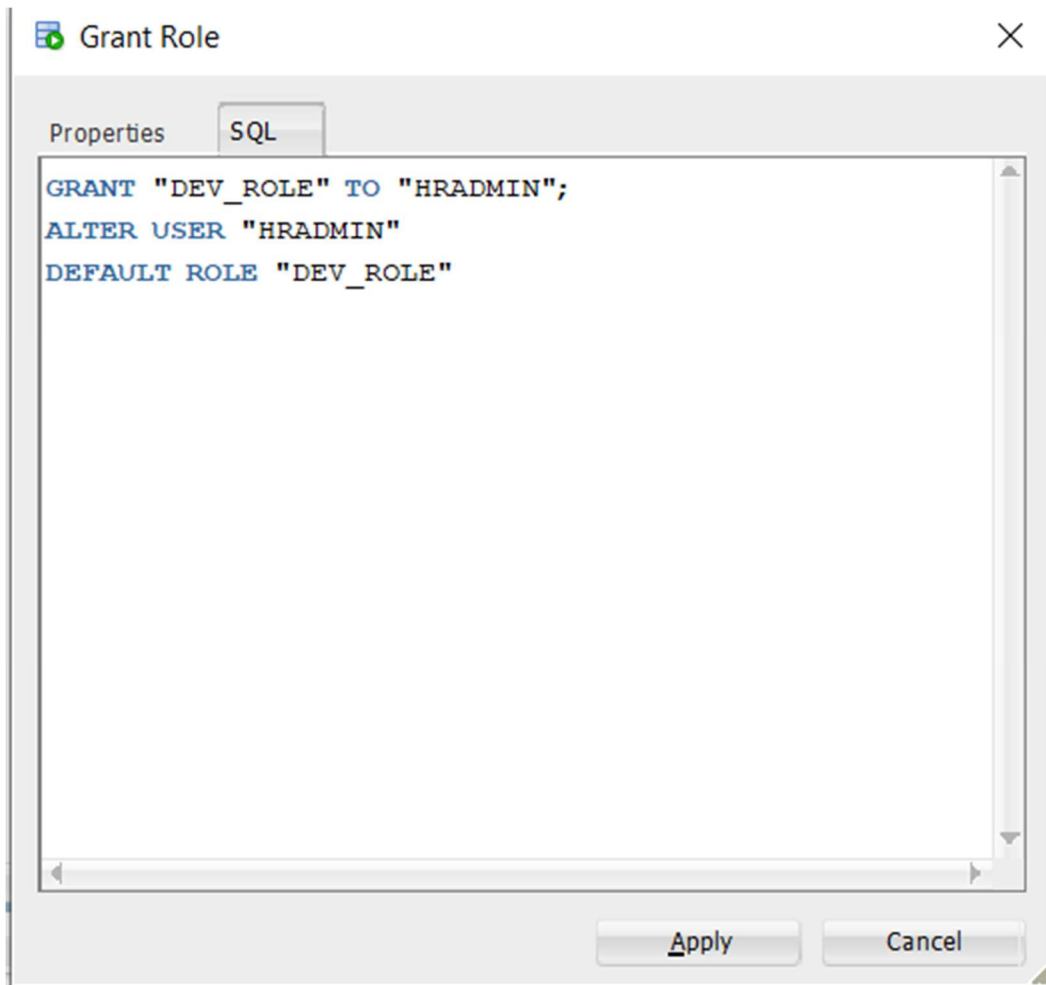 Grant Role
Properties
SQL
GRANT "DEV_ROLE" TO "HRADMIN";
ALTER USER "HRADMIN"
DEFAULT ROLE "DEV_ROLE"
Apply
Cancel